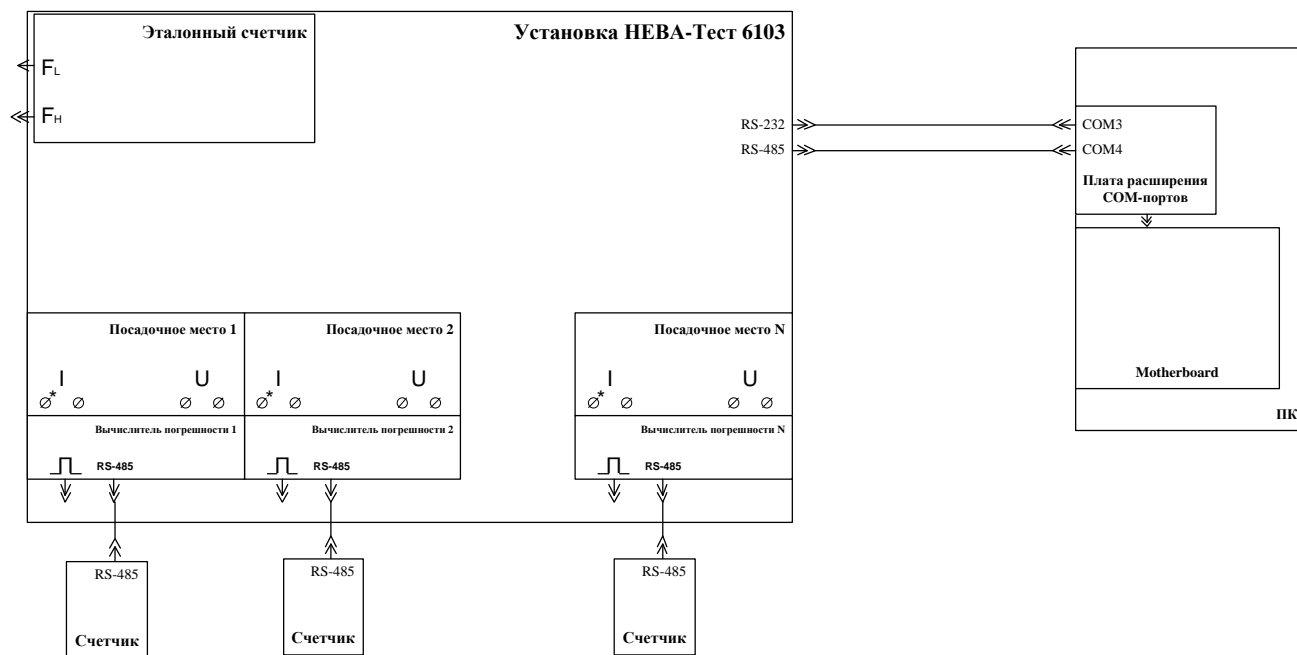 Эталонный счетчик
Установка НЕВА-Тест 6103
FL
FH
RS-232
RS-485
COM3
COM4
Плата расширения
COM-портов
Motherboard
ПК
Посадочное место 1
I
U
*
Вычислитель погрешности 1
RS-485
Посадочное место 2
I
U
*
Вычислитель погрешности 2
RS-485
Посадочное место N
I
U
*
Вычислитель погрешности N
RS-485
RS-485
Счетчик
RS-485
Счетчик
RS-485
Счетчик